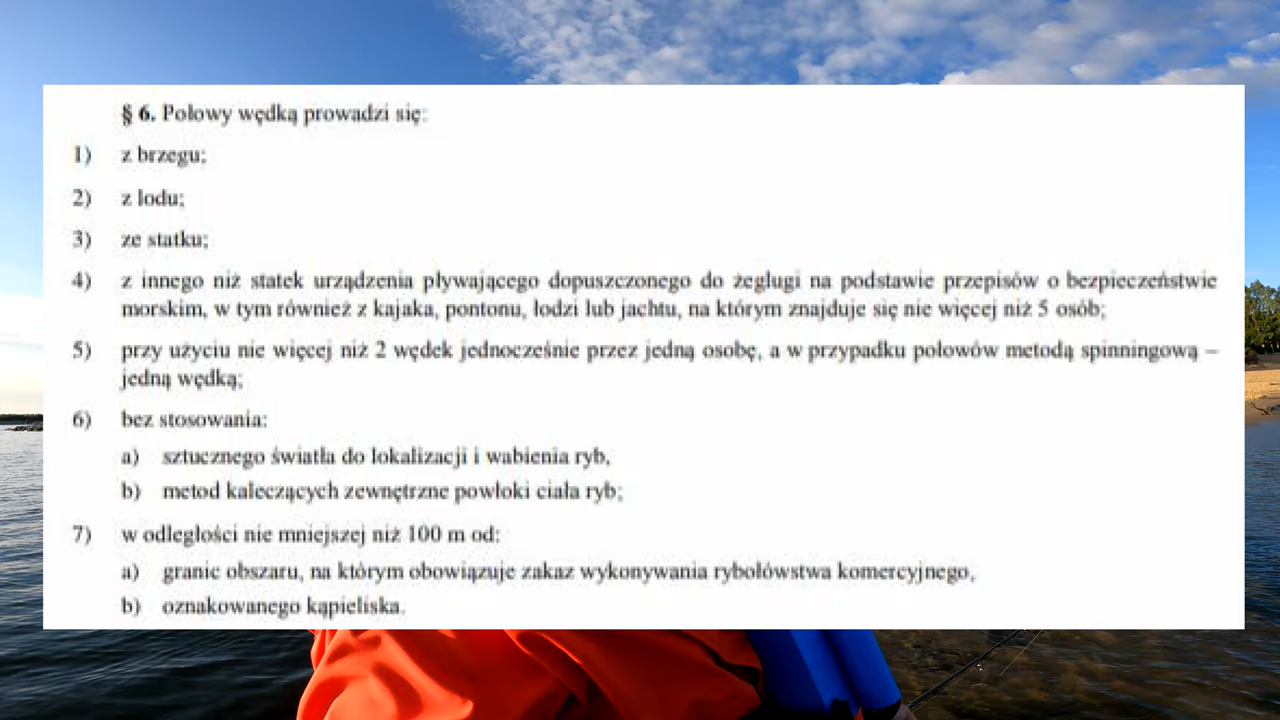 § 6. Połowy wędką prowadzi się:
1) z brzegu;
2) z lodu;
3) ze statku;
4) z innego niż statek urządzenia pływającego dopuszczonego do żeglugi na podstawie przepisów o bezpieczeństwie
morskim, w tym również z kajaka, pontonu, łodzi lub jachtu, na którym znajduje się nie więcej niż 5 osób;
5) przy użyciu nie więcej niż 2 wędek jednocześnie przez jedną osobę, a w przypadku połowów metodą spinningową –
jedną wędką;
6) bez stosowania:
a) sztucznego światła do lokalizacji i wabienia ryb,
b) metod kaleczących zewnętrzne powłoki ciała ryb;
7) w odległości nie mniejszej niż 100 m od:
a) granic obszaru, na którym obowiązuje zakaz wykonywania rybołówstwa komercyjnego,
b) oznakowanego kąpieliska.